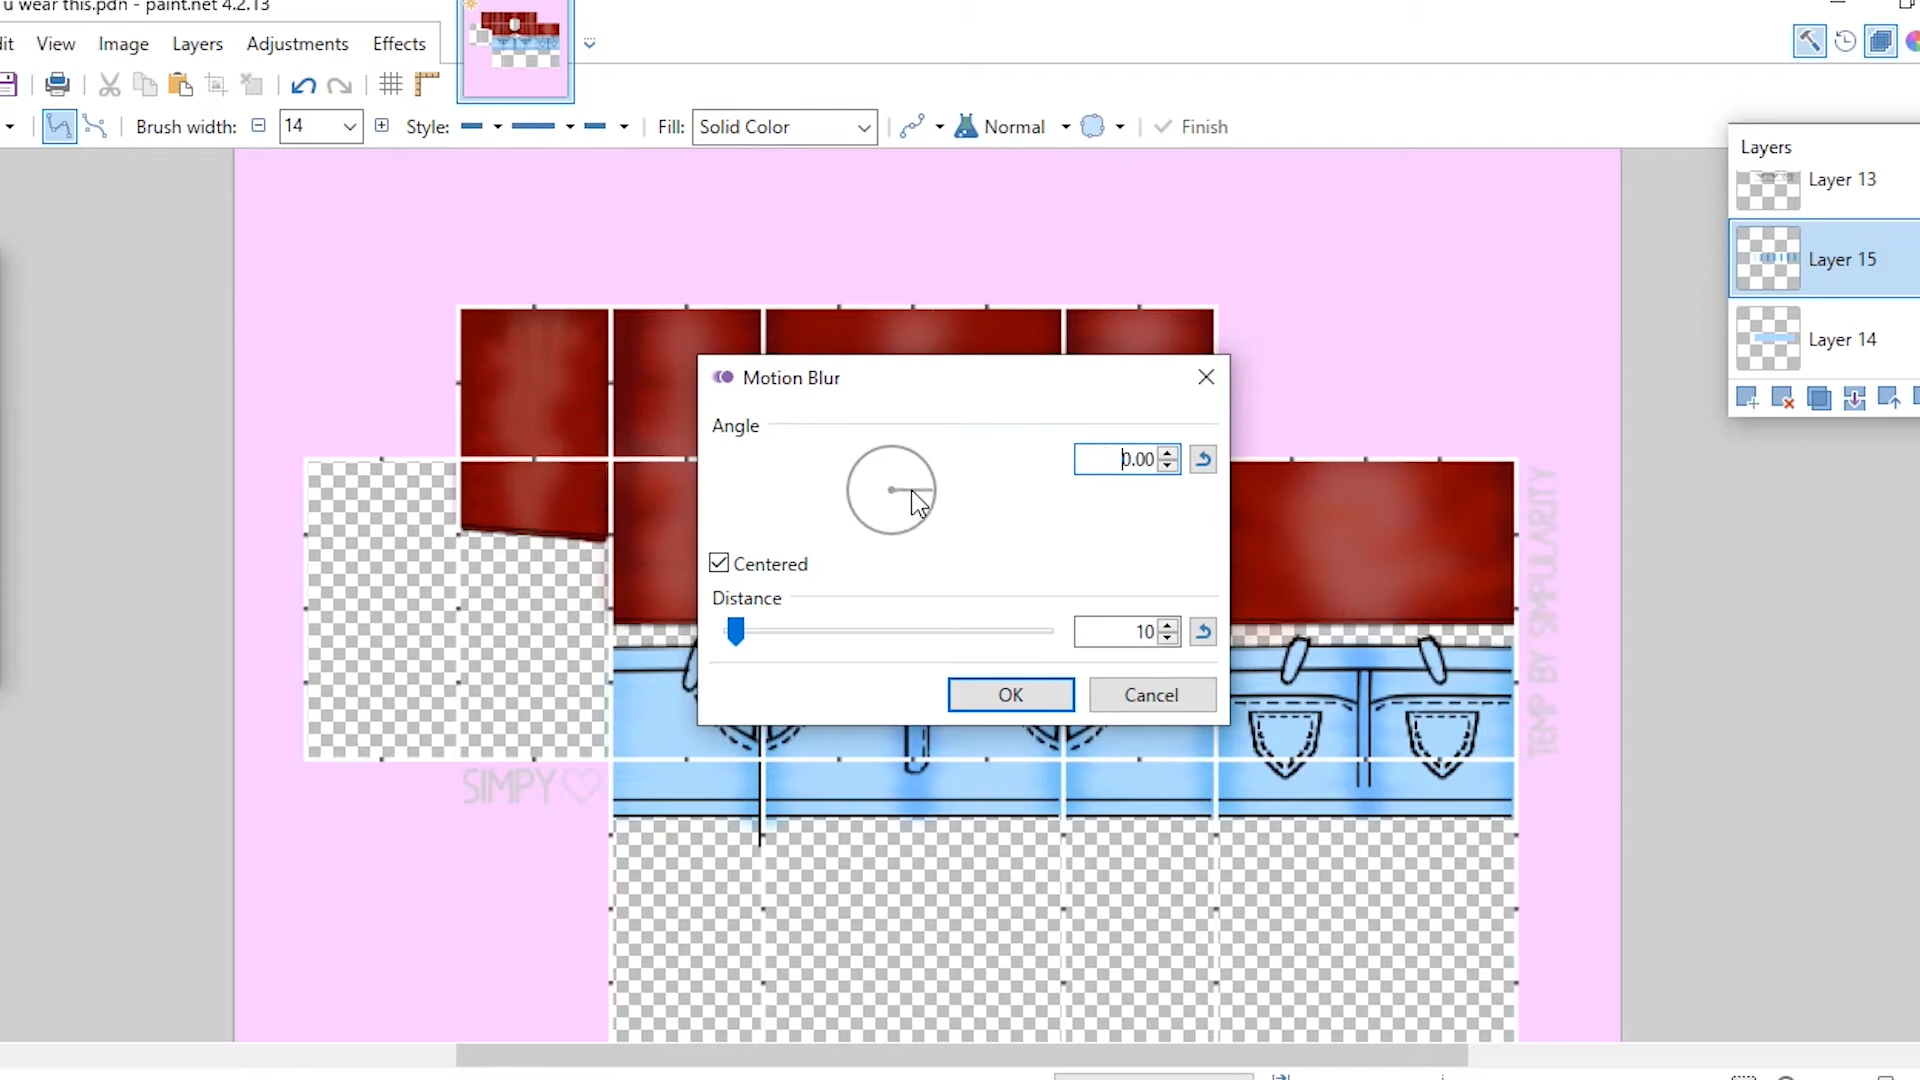 u wear this.pdn - paint.net 4.2.13
dit View Image Layers Adjustments Effects
Brush width: 14 Style: Fill: Solid Color Normal Finish
Layers
Layer 13
Layer 15
Layer 14
Motion Blur
Angle
0.00
Centered
Distance
10
OK Cancel
SIMPY♡
TEMP BY SIMPULARITY